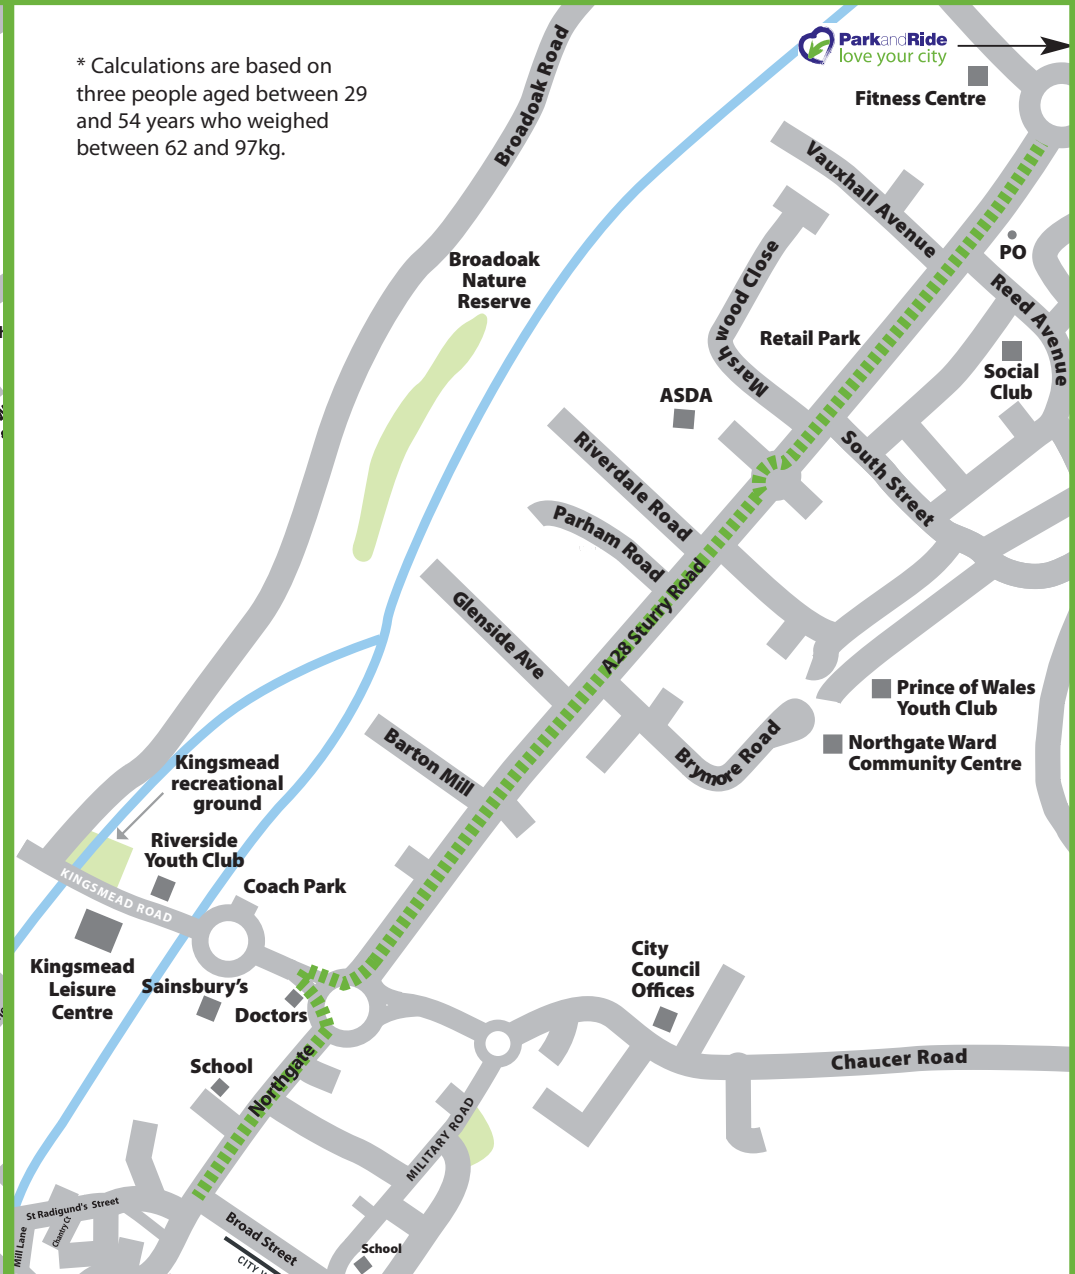 * Calculations are based on
three people aged between 29
and 54 years who weighed
between 62 and 97kg.
Broadoak Road
ParkandRide
love your city
Fitness Centre
Vauxhall Avenue
PO
Reed Avenue
Broadoak
Nature
Reserve
Marshwood Close
Retail Park
Social
Club
ASDA
South Street
Riverdale Road
Parham Road
A28 Sturry Road
Glenside Ave
Prince of Wales
Youth Club
Northgate Ward
Community Centre
Brymore Road
Barton Mill
Kingsmead
recreational
ground
Riverside
Youth Club
KINGSMEAD ROAD
Coach Park
Kingsmead
Leisure
Centre
Sainsbury's
Doctors
City
Council
Offices
Chaucer Road
School
Northgate
MILITARY ROAD
St Radigund's Street
Chantry Ct
Mill Lane
Broad Street
CITY
School